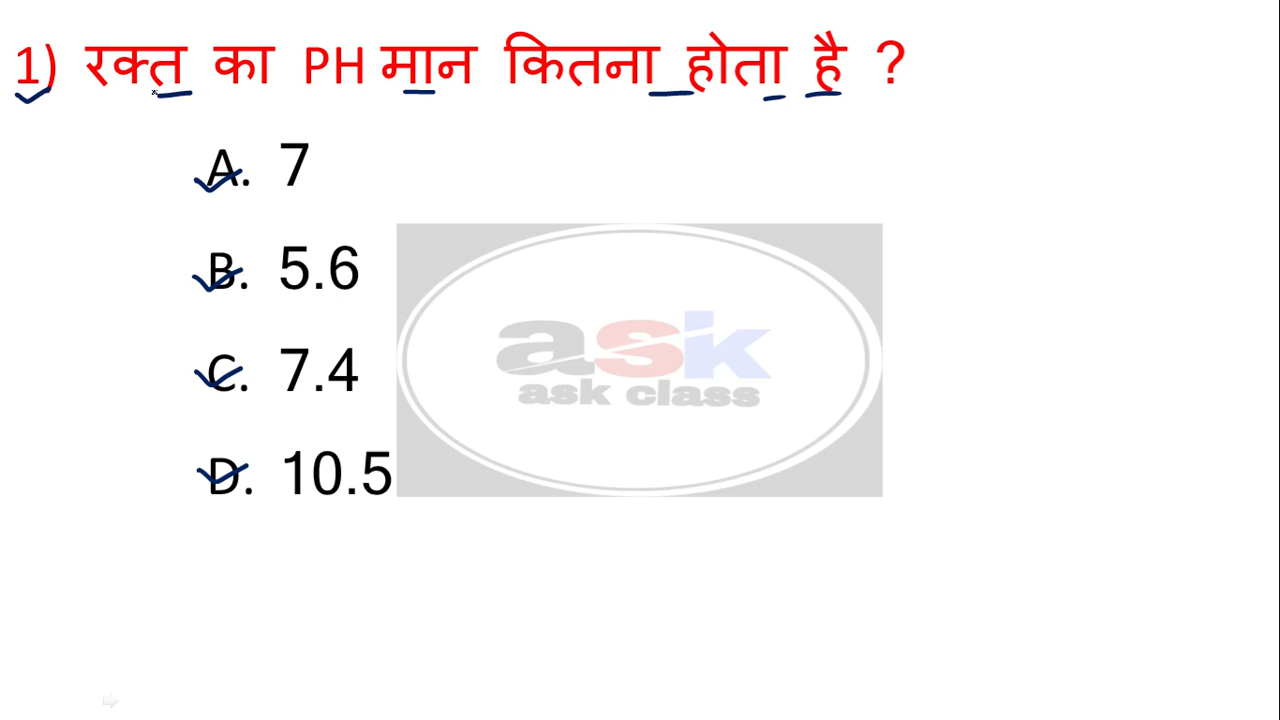 1) रक्त का PH मान कितना होता है ?
A. 7
B. 5.6
C. 7.4
D. 10.5
ask
ask class